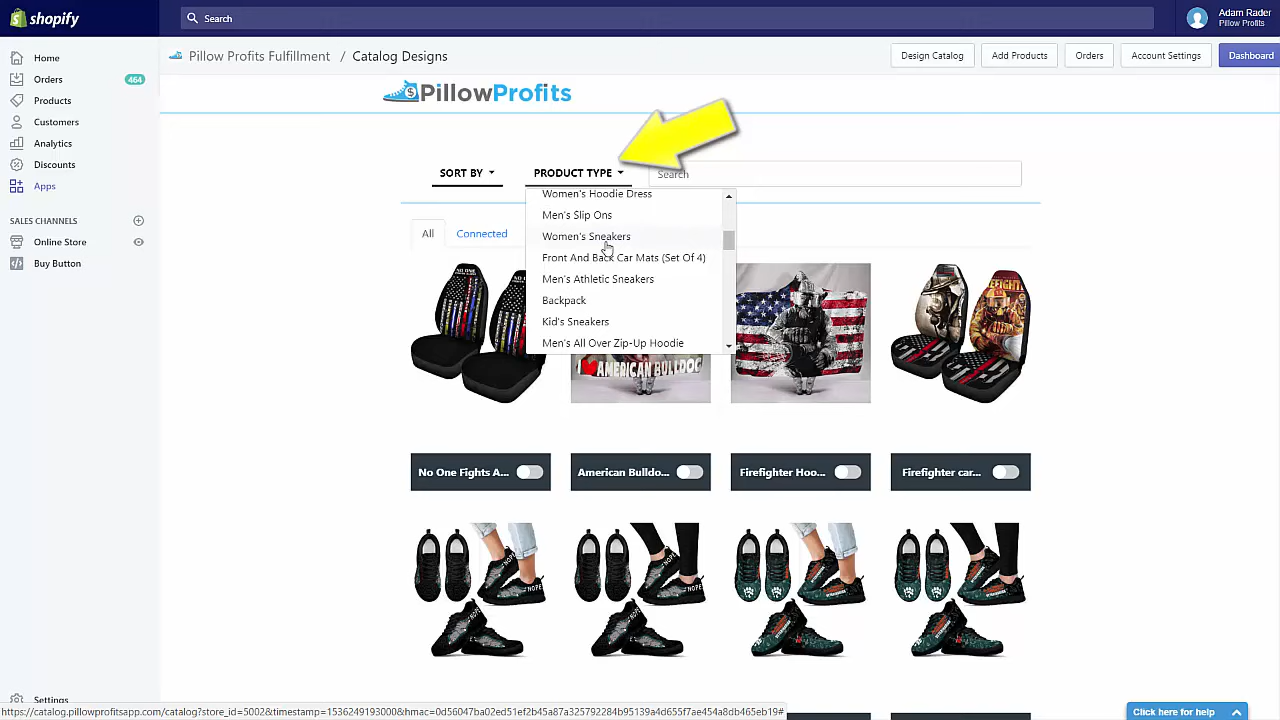 shopify
Search
Adam Rader
Pillow Profits
Home
Orders
464
Products
Customers
Analytics
Discounts
Apps
SALES CHANNELS
Online Store
Buy Button
Settings
Pillow Profits Fulfillment / Catalog Designs
Design Catalog
Add Products
Orders
Account Settings
Dashboard
PillowProfits
SORT BY
PRODUCT TYPE
Search
Women's Hoodie Dress
Men's Slip Ons
Women's Sneakers
Front And Back Car Mats (Set Of 4)
Men's Athletic Sneakers
Backpack
Kid's Sneakers
Men's All Over Zip-Up Hoodie
All
Connected
AMERICAN BULLDOG
No One Fights A...
American Bulldo...
Firefighter Hoo...
Firefighter car...
https://catalog.pillowprofitsapp.com/catalog?store_id=5002&timestamp=1536249193000&hmac=0d56047ba02ed51ef2b45a87a325792284b95139a4d655f7ae454a8db465eb19#
Click here for help